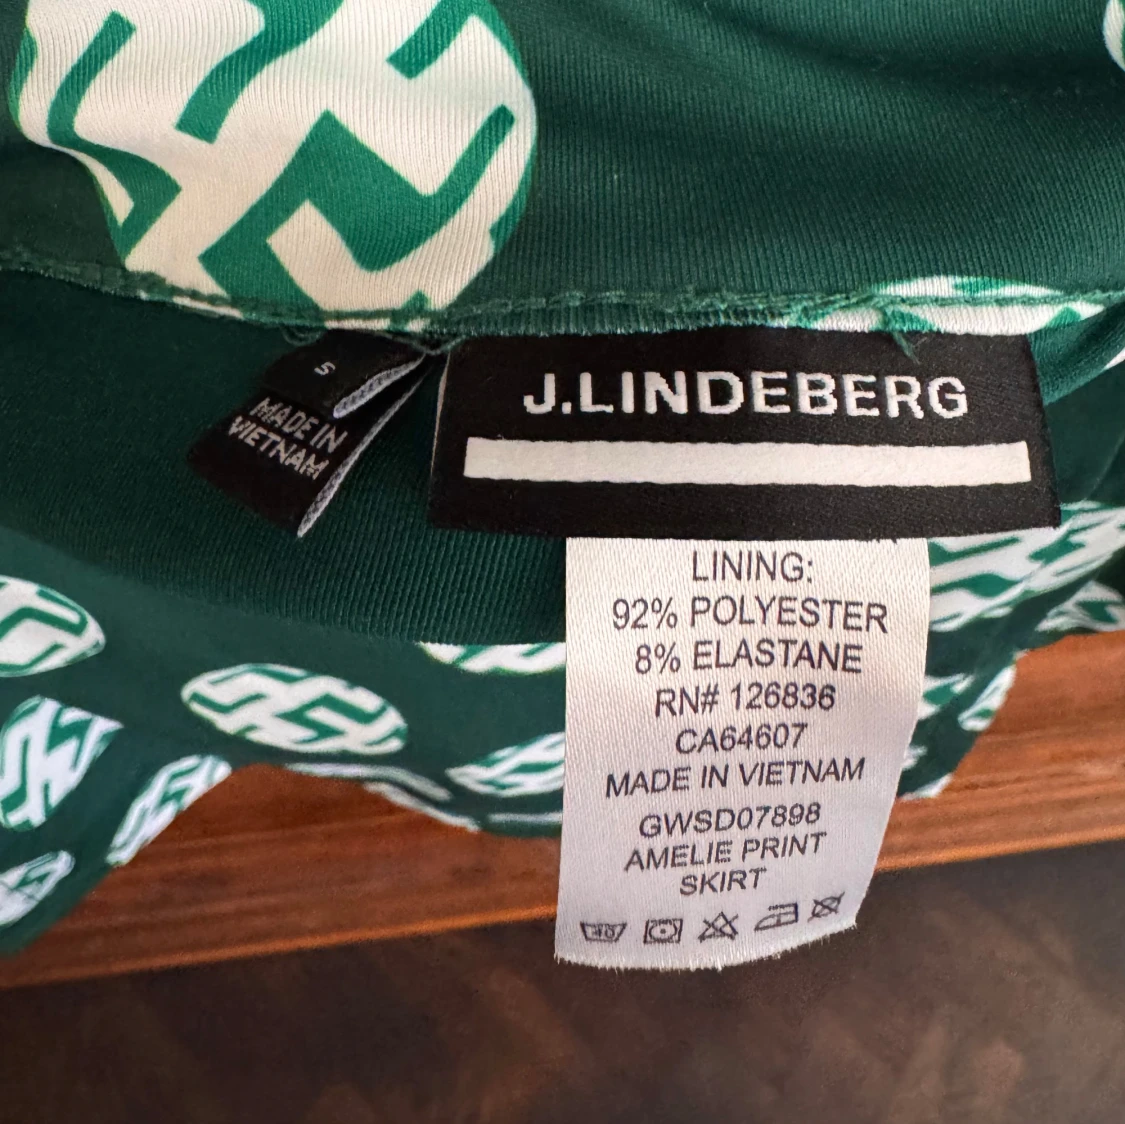 S
MADE IN
VIETNAM
J.LINDEBERG
LINING:
92% POLYESTER
8% ELASTANE
RN# 126836
CA64607
MADE IN VIETNAM
GWSD07898
AMELIE PRINT
SKIRT
40